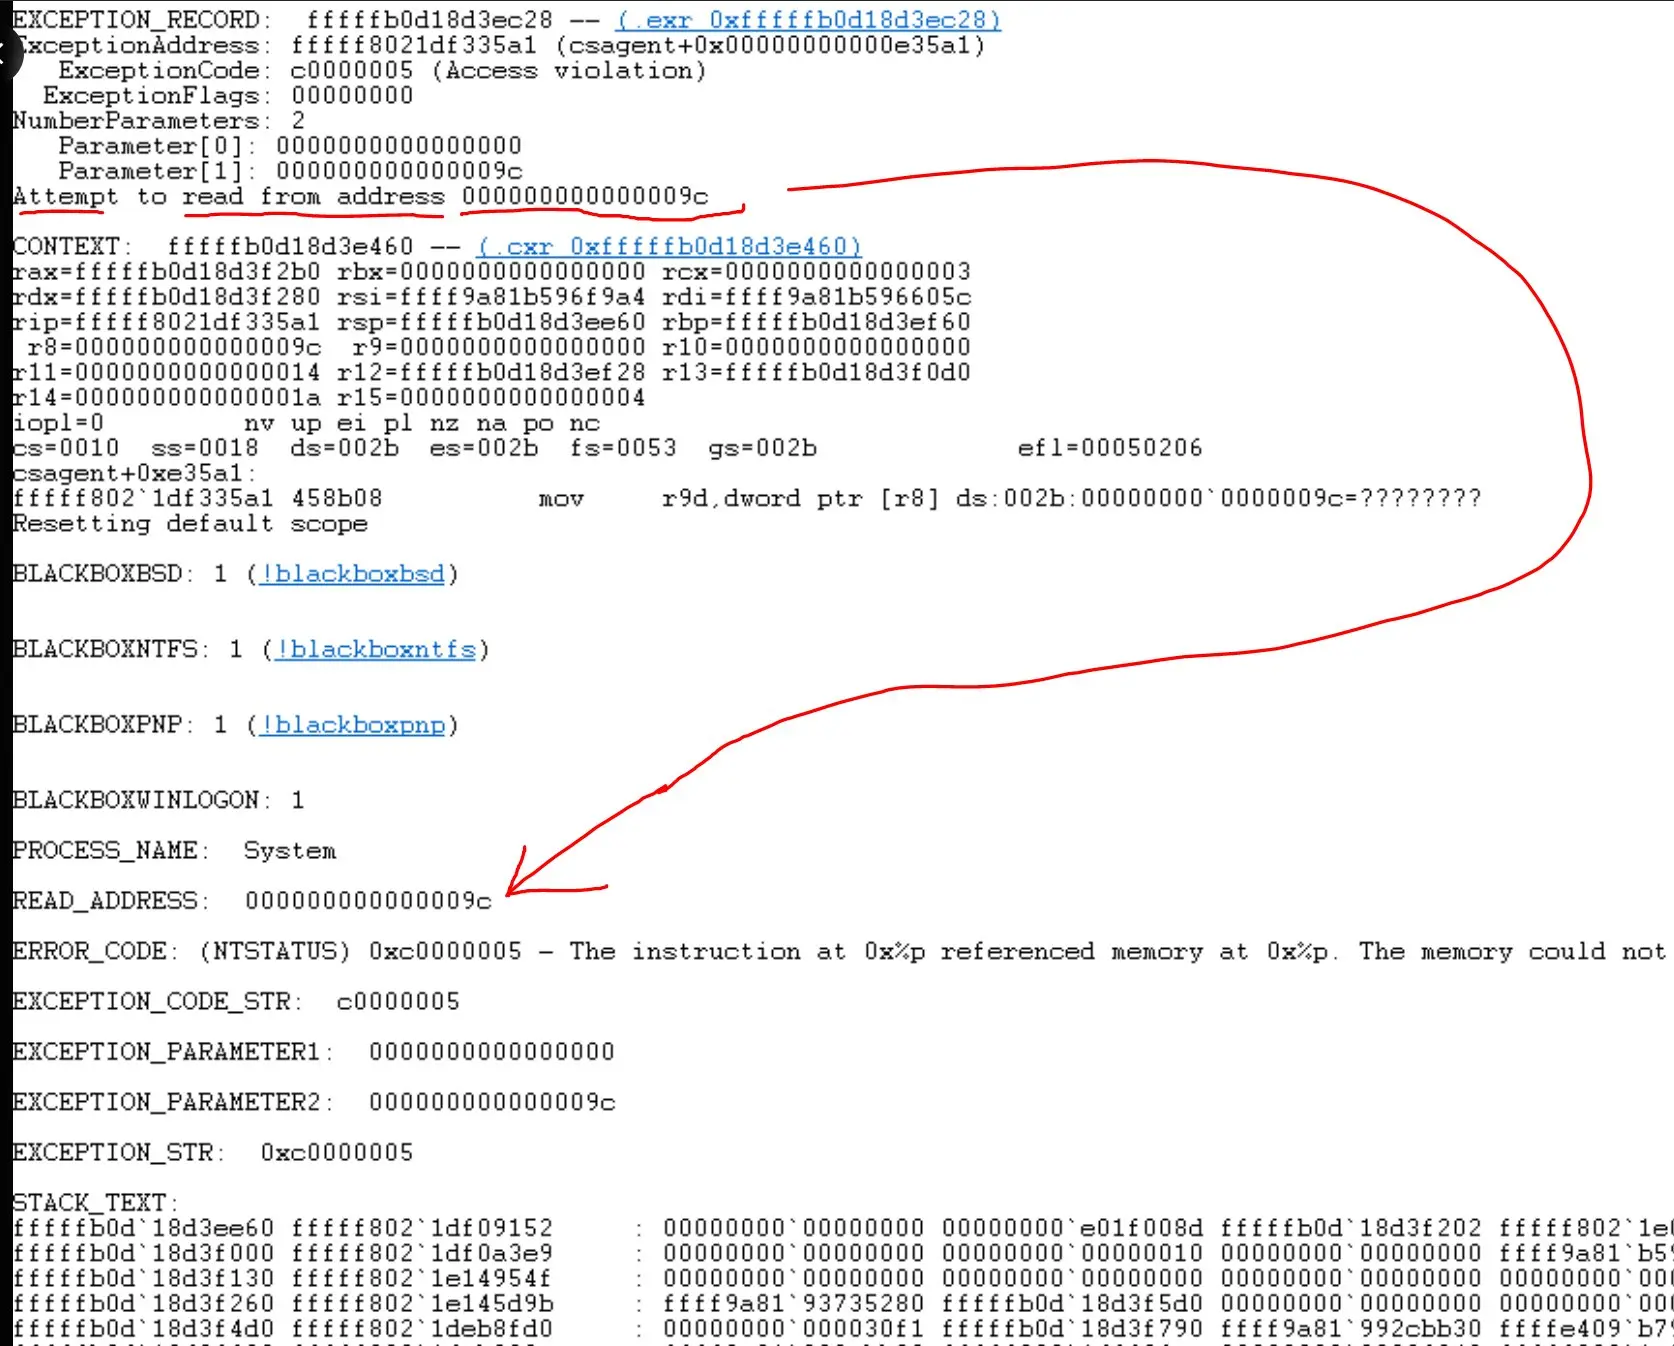 EXCEPTION_RECORD:  fffffb0d18d3ec28 -- (.exr 0xfffffb0d18d3ec28)
ExceptionAddress: fffff8021df335a1 (csagent+0x00000000000e35a1)
ExceptionCode: c0000005 (Access violation)
ExceptionFlags: 00000000
NumberParameters: 2
Parameter[0]: 0000000000000000
Parameter[1]: 000000000000009c
Attempt to read from address 000000000000009c
CONTEXT:  fffffb0d18d3e460 -- (.cxr 0xfffffb0d18d3e460)
rax=fffffb0d18d3f2b0 rbx=0000000000000000 rcx=0000000000000003
rdx=fffffb0d18d3f280 rsi=ffff9a81b596f9a4 rdi=ffff9a81b596605c
rip=fffff8021df335a1 rsp=fffffb0d18d3ee60 rbp=fffffb0d18d3ef60
r8=000000000000009c  r9=0000000000000000 r10=0000000000000000
r11=0000000000000014 r12=fffffb0d18d3ef28 r13=fffffb0d18d3f0d0
r14=000000000000001a r15=0000000000000004
iopl=0         nv up ei pl nz na po nc
cs=0010  ss=0018  ds=002b  es=002b  fs=0053  gs=002b             efl=00050206
csagent+0xe35a1:
fffff802`1df335a1 458b08          mov     r9d,dword ptr [r8] ds:002b:00000000`0000009c=????????
Resetting default scope
BLACKBOXBSD: 1 (!blackboxbsd)
BLACKBOXNTFS: 1 (!blackboxntfs)
BLACKBOXPNP: 1 (!blackboxpnp)
BLACKBOXWINLOGON: 1
PROCESS_NAME:  System
READ_ADDRESS:  000000000000009c
ERROR_CODE: (NTSTATUS) 0xc0000005 - The instruction at 0x%p referenced memory at 0x%p. The memory could not
EXCEPTION_CODE_STR:  c0000005
EXCEPTION_PARAMETER1:  0000000000000000
EXCEPTION_PARAMETER2:  000000000000009c
EXCEPTION_STR:  0xc0000005
STACK_TEXT:
fffffb0d`18d3ee60 fffff802`1df09152     : 00000000`00000000 00000000`e01f008d fffffb0d`18d3f202 fffff802`1e
fffffb0d`18d3f000 fffff802`1df0a3e9     : 00000000`00000000 00000000`00000010 00000000`00000000 ffff9a81`b5
fffffb0d`18d3f130 fffff802`1e14954f     : 00000000`00000000 00000000`00000000 00000000`00000000 00000000`00
fffffb0d`18d3f260 fffff802`1e145d9b     : ffff9a81`93735280 fffffb0d`18d3f5d0 00000000`00000000 00000000`00
fffffb0d`18d3f4d0 fffff802`1deb8fd0     : 00000000`000030f1 fffffb0d`18d3f790 ffff9a81`992cbb30 ffffe409`b7